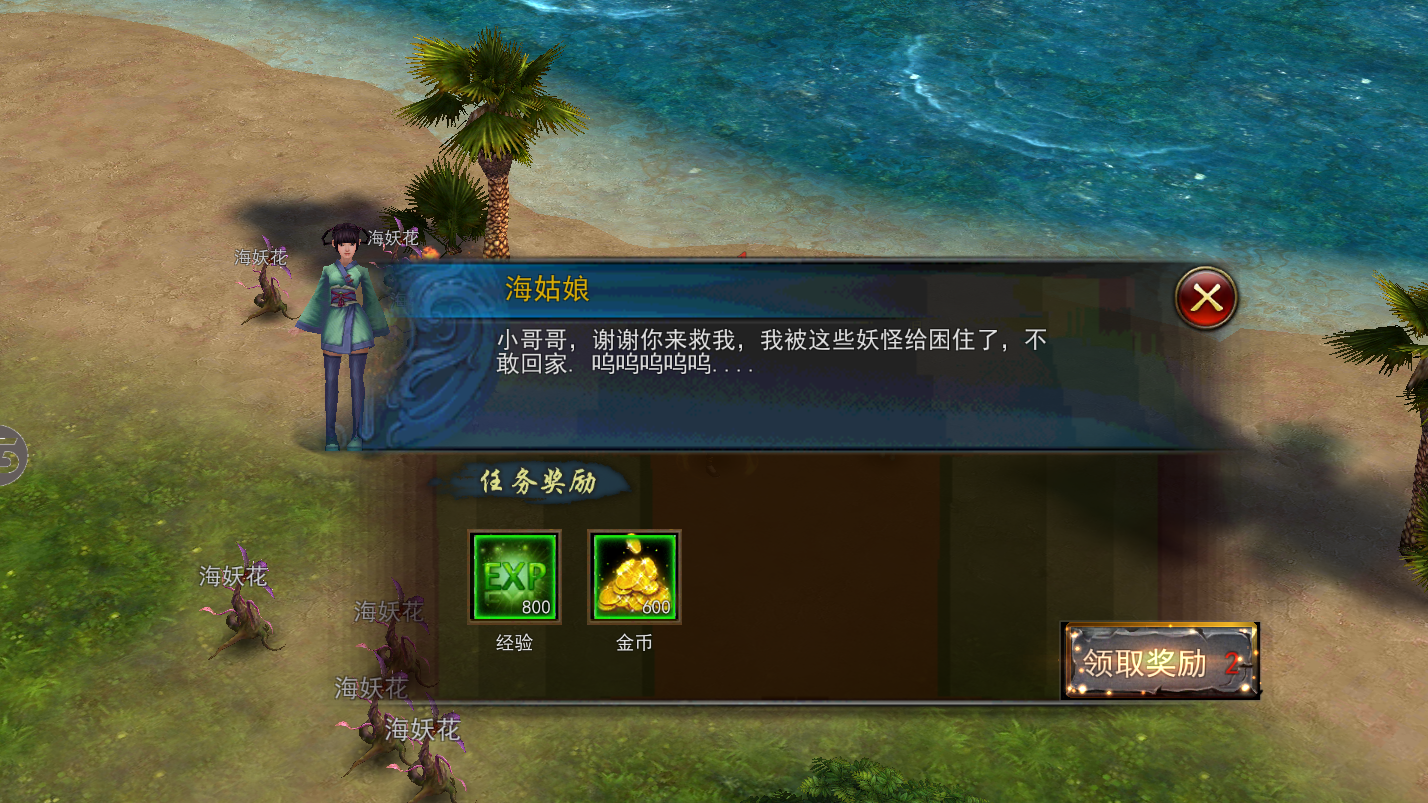 海妖花
海妖花
海姑娘
小哥哥，谢谢你来救我，我被这些妖怪给困住了，不
敢回家. 呜呜呜呜呜....
5
任务奖励
EXP
800
600
经验
金币
领取奖励 2
海妖花
海妖花
海妖花
海妖花